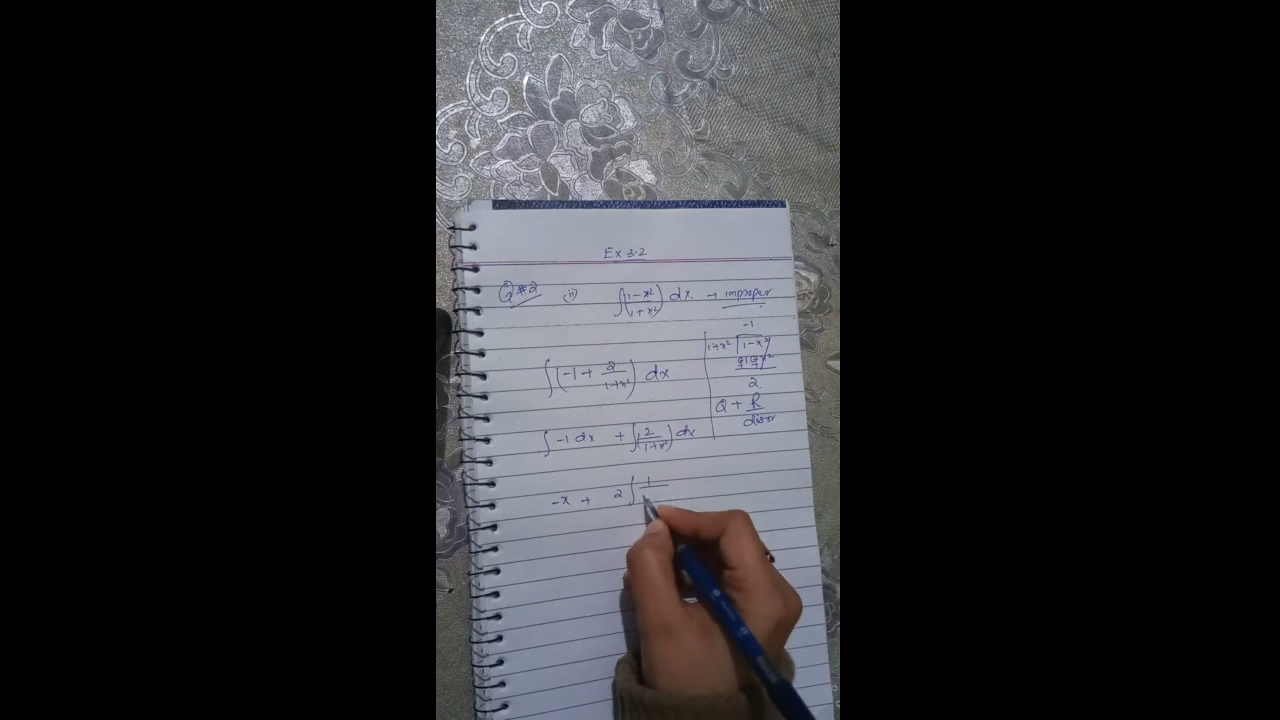 Ex 3.2
Q#2 (ii) ∫(1-x²/1+x²) dx. → improper
-1
1+x² √1-x²
2
∫(-1 + 2/1+x²) dx
Q + R/
∫ -1 dx + ∫(2/1+x²) dx
-x + 2∫ 1/